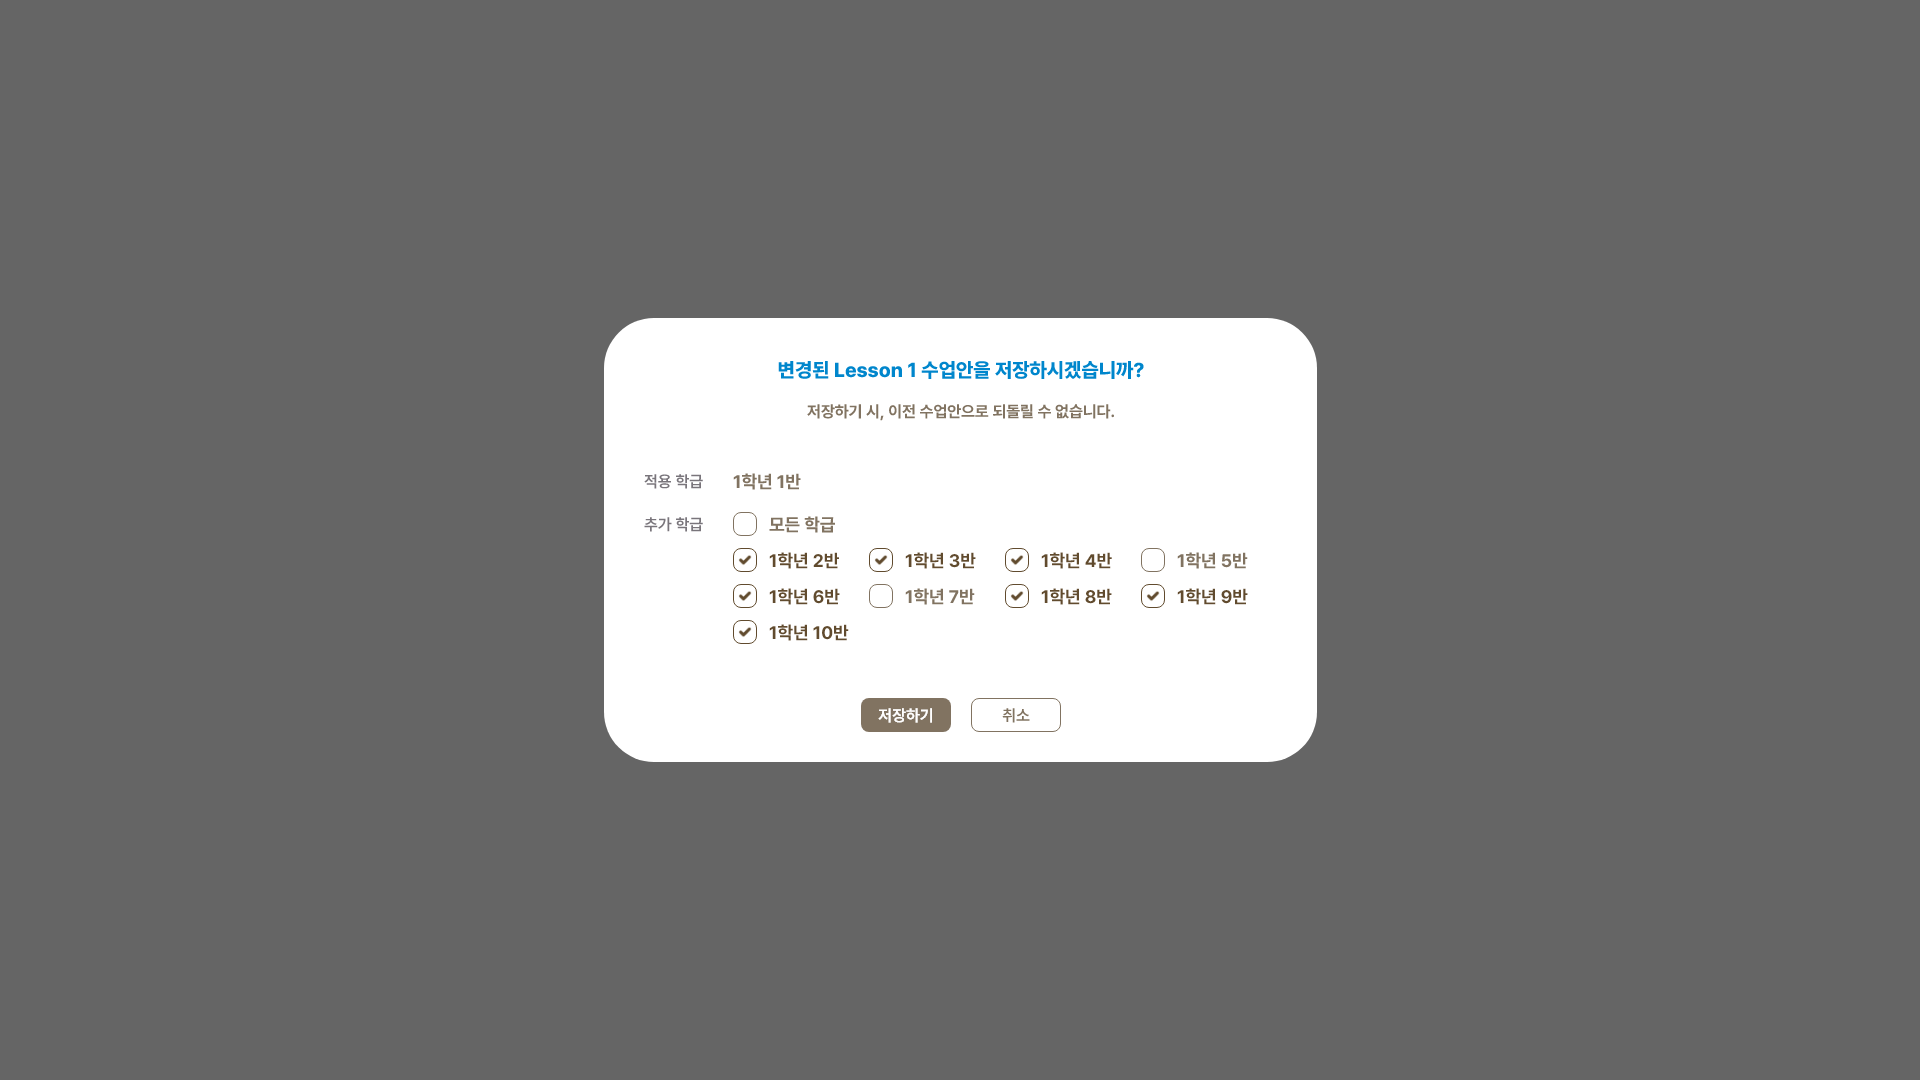 변경된 Lesson 1 수업안을 저장하시겠습니까?
저장하기 시, 이전 수업안으로 되돌릴 수 없습니다.
적용 학급 1학년 1반
추가 학급 모든 학급
1학년 2반 1학년 3반 1학년 4반 1학년 5반
1학년 6반 1학년 7반 1학년 8반 1학년 9반
1학년 10반
저장하기 취소